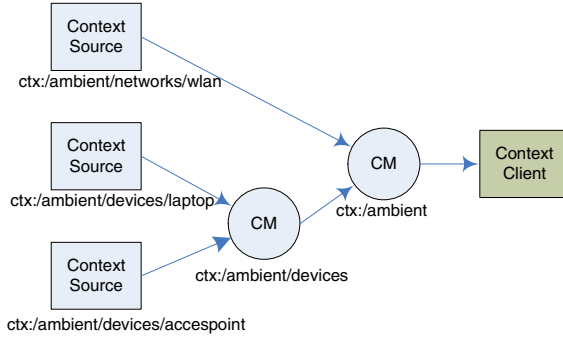 Context
Source
ctx:/ambient/networks/wlan
Context
Source
ctx:/ambient/devices/laptop
CM
ctx:/ambient
Context
Client
CM
ctx:/ambient/devices
Context
Source
ctx:/ambient/devices/accespoint